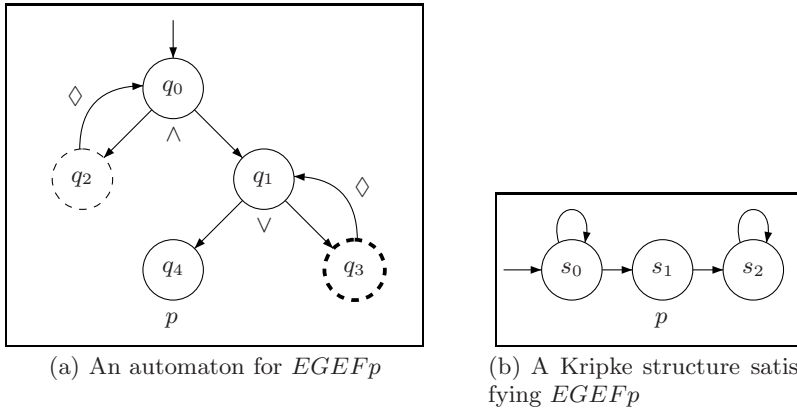 ◇
q0
∧
q2
q1
◇
∨
q4
q3
p
(a) An automaton for EGEFp
s0
s1
s2
p
(b) A Kripke structure satis-
fying EGEFp